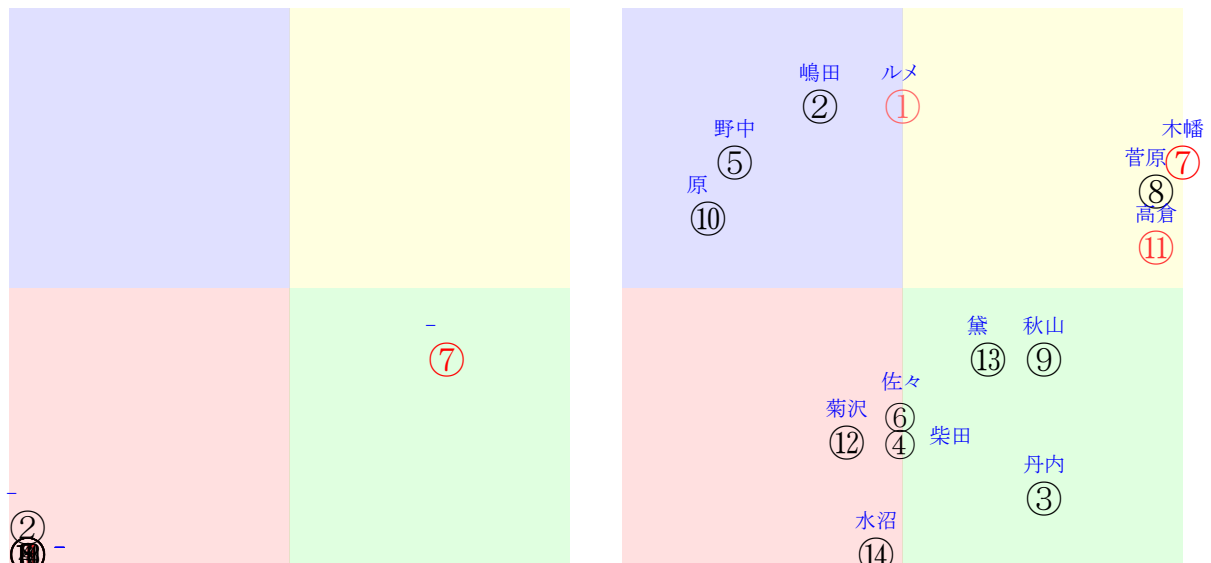 –
⑦
–
②
–
嶋田
②
ルメ
①
野中
⑤
木幡
⑦
菅原
⑧
原
⑩
高倉
⑪
黛
⑬
秋山
⑨
佐々
⑥
菊沢
⑫
④
柴田
丹内
③
水沼
⑭